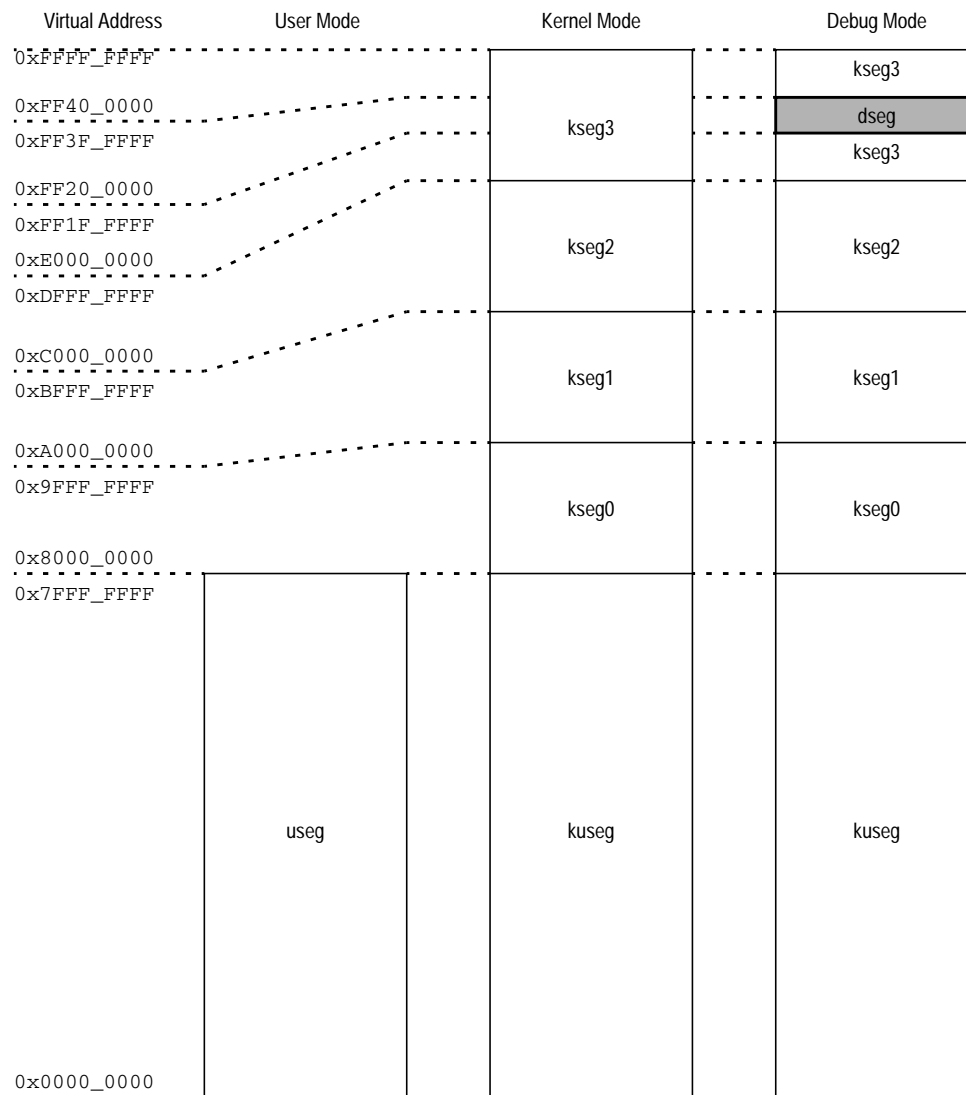 Virtual Address User Mode Kernel Mode Debug Mode
0xFFFF_FFFF
kseg3
0xFF40_0000
dseg
kseg3
0xFF3F_FFFF
kseg3
0xFF20_0000
0xFF1F_FFFF
kseg2 kseg2
0xE000_0000
0xDFFF_FFFF
0xC000_0000
kseg1 kseg1
0xBFFF_FFFF
0xA000_0000
0x9FFF_FFFF
kseg0 kseg0
0x8000_0000
0x7FFF_FFFF
useg kuseg kuseg
0x0000_0000